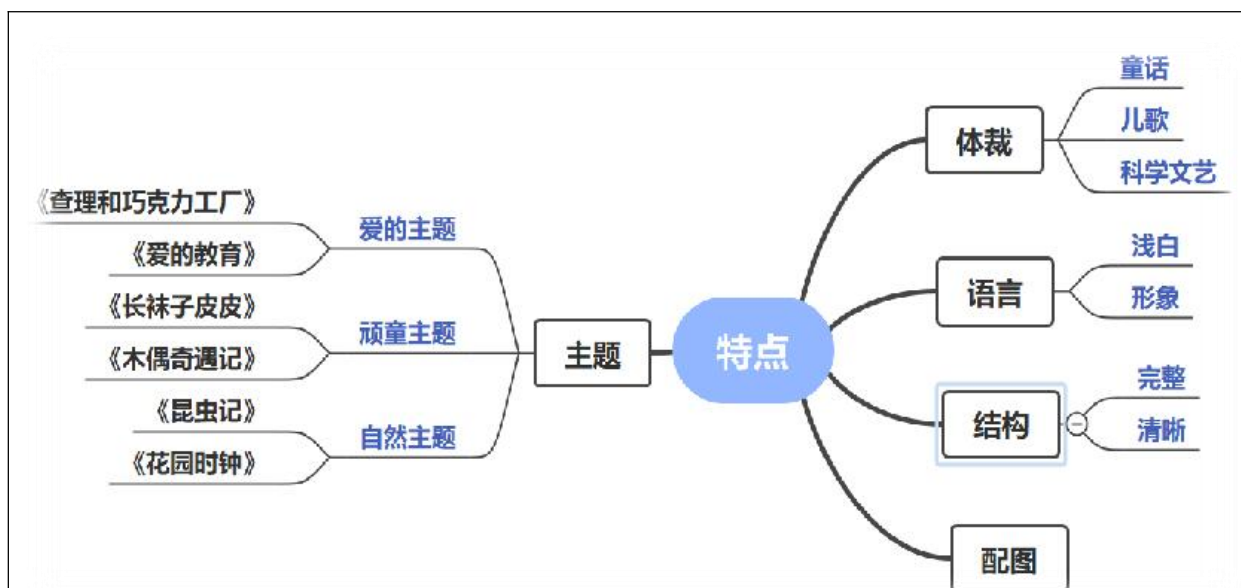 特点
体裁
童话
儿歌
科学文艺
语言
浅白
形象
结构
完整
清晰
配图
主题
爱的主题
《查理和巧克力工厂》
《爱的教育》
顽童主题
《长袜子皮皮》
《木偶奇遇记》
自然主题
《昆虫记》
《花园时钟》